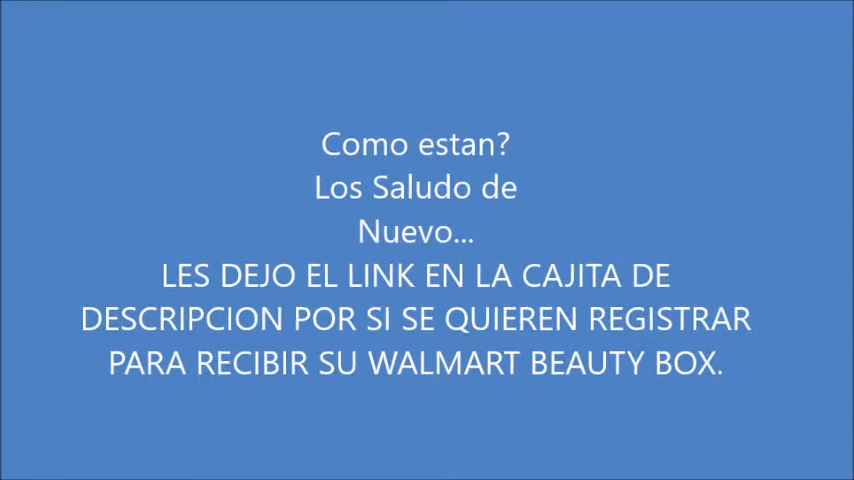 Como estan?
Los Saludo de
Nuevo...
LES DEJO EL LINK EN LA CAJITA DE
DESCRIPCION POR SI SE QUIEREN REGISTRAR
PARA RECIBIR SU WALMART BEAUTY BOX.